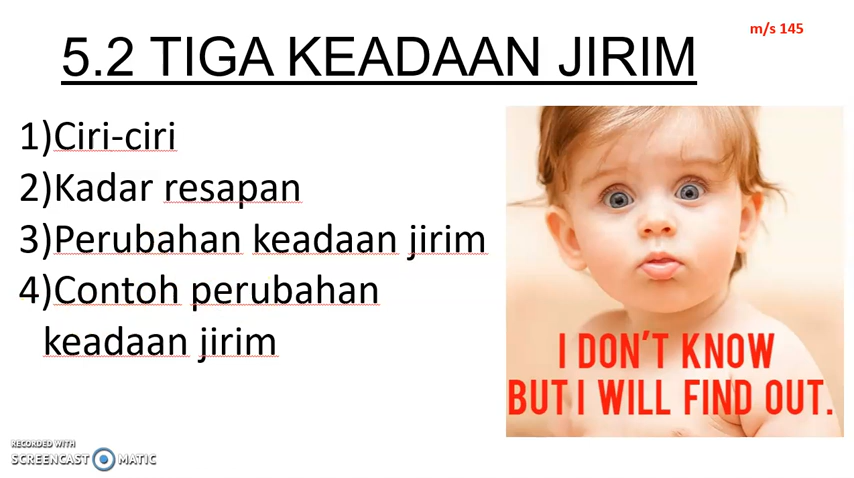 m/s 145
5.2 TIGA KEADAAN JIRIM
1)Ciri-ciri
2)Kadar resapan
3)Perubahan keadaan jirim
4)Contoh perubahan
keadaan jirim
I DON'T KNOW
BUT I WILL FIND OUT.
RECORDED WITH
SCREENCAST MATIC